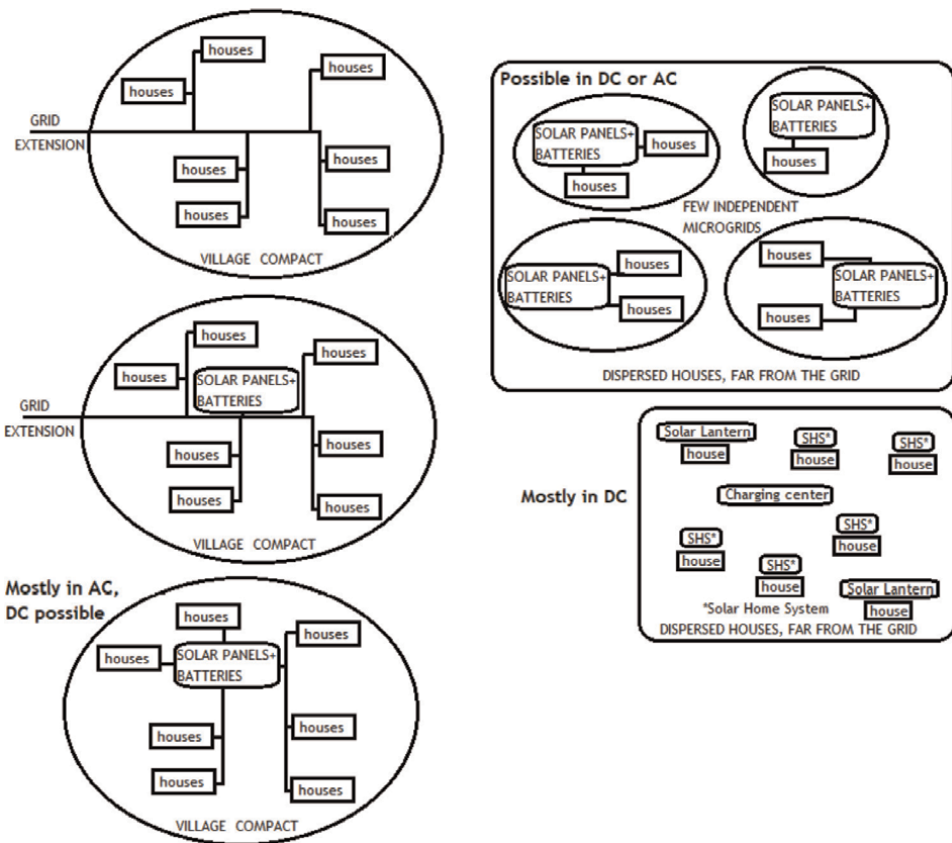 houses
houses
houses
GRID
EXTENSION
houses
houses
houses
houses
VILLAGE COMPACT
houses
houses
houses
SOLAR PANELS+
BATTERIES
GRID
EXTENSION
houses
houses
houses
houses
VILLAGE COMPACT
Mostly in AC,
DC possible
houses
houses
houses
SOLAR PANELS+
BATTERIES
houses
houses
houses
houses
VILLAGE COMPACT
Possible in DC or AC
SOLAR PANELS+
BATTERIES
houses
houses
SOLAR PANELS+
BATTERIES
houses
FEW INDEPENDENT
MICROGRIDS
SOLAR PANELS+
BATTERIES
houses
houses
houses
SOLAR PANELS+
BATTERIES
houses
DISPERSED HOUSES, FAR FROM THE GRID
Mostly in DC
Solar Lantern
house
SHS*
house
SHS*
house
Charging center
SHS*
house
SHS*
house
SHS*
house
Solar Lantern
house
*Solar Home System
DISPERSED HOUSES, FAR FROM THE GRID